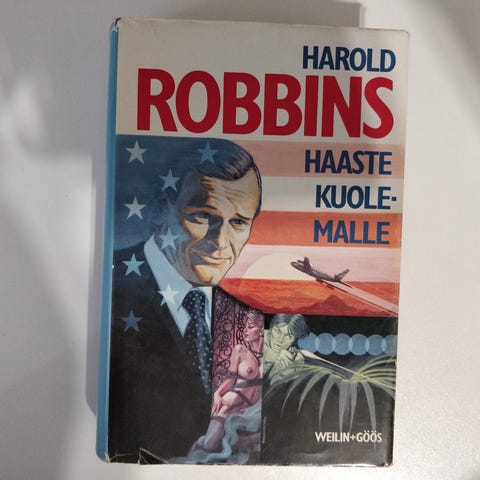 HAROLD
ROBBINS
HAASTE
KUOLE-
MALLE
WEILIN+GÖÖS